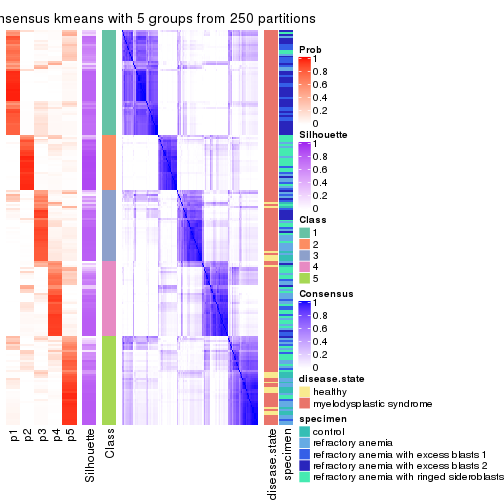 nsensus kmeans with 5 groups from 250 partitions
Prob
1
0.8
0.6
0.4
0.2
0
Silhouette
1
0.8
0.6
0.4
0.2
0
Class
1
2
3
4
5
Consensus
1
0.8
0.6
0.4
0.2
0
disease.state
healthy
myelodysplastic syndrome
specimen
control
refractory anemia
refractory anemia with excess blasts 1
refractory anemia with excess blasts 2
refractory anemia with ringed sideroblasts
p1
p2
p3
p4
p5
Silhouette
Class
disease.state
specimen